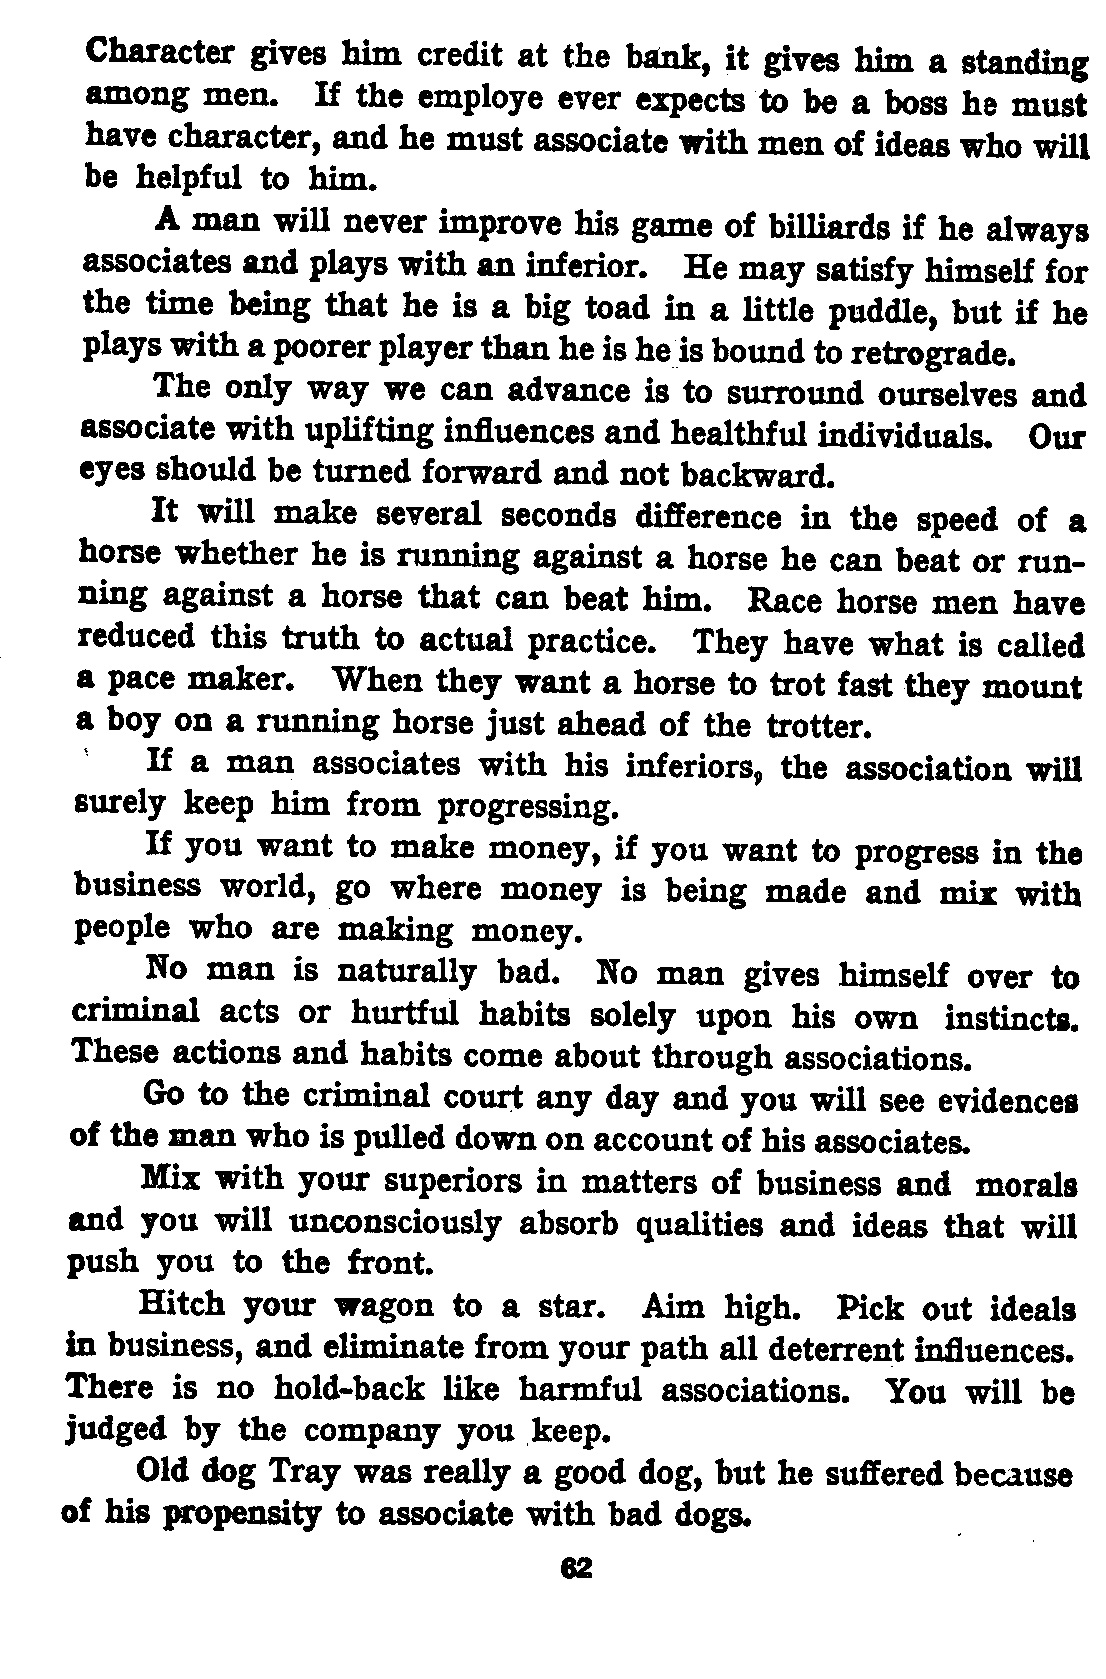 Character gives him credit at the bank, it gives him a standing
among men. If the employe ever expects to be a boss he must
have character, and he must associate with men of ideas who will
be helpful to him.
A man will never improve his game of billiards if he always
associates and plays with an inferior. He may satisfy himself for
the time being that he is a big toad in a little puddle, but if he
plays with a poorer player than he is he is bound to retrograde.
The only way we can advance is to surround ourselves and
associate with uplifting influences and healthful individuals. Our
eyes should be turned forward and not backward.
It will make several seconds difference in the speed of a
horse whether he is running against a horse he can beat or run-
ning against a horse that can beat him. Race horse men have
reduced this truth to actual practice. They have what is called
a pace maker. When they want a horse to trot fast they mount
a boy on a running horse just ahead of the trotter.
If a man associates with his inferiors, the association will
surely keep him from progressing.
If you want to make money, if you want to progress in the
business world, go where money is being made and mix with
people who are making money.
No man is naturally bad. No man gives himself over to
criminal acts or hurtful habits solely upon his own instincts.
These actions and habits come about through associations.
Go to the criminal court any day and you will see evidences
of the man who is pulled down on account of his associates.
Mix with your superiors in matters of business and morals
and you will unconsciously absorb qualities and ideas that will
push you to the front.
Hitch your wagon to a star. Aim high. Pick out ideals
in business, and eliminate from your path all deterrent influences.
There is no hold-back like harmful associations. You will be
judged by the company you keep.
Old dog Tray was really a good dog, but he suffered because
of his propensity to associate with bad dogs.
62